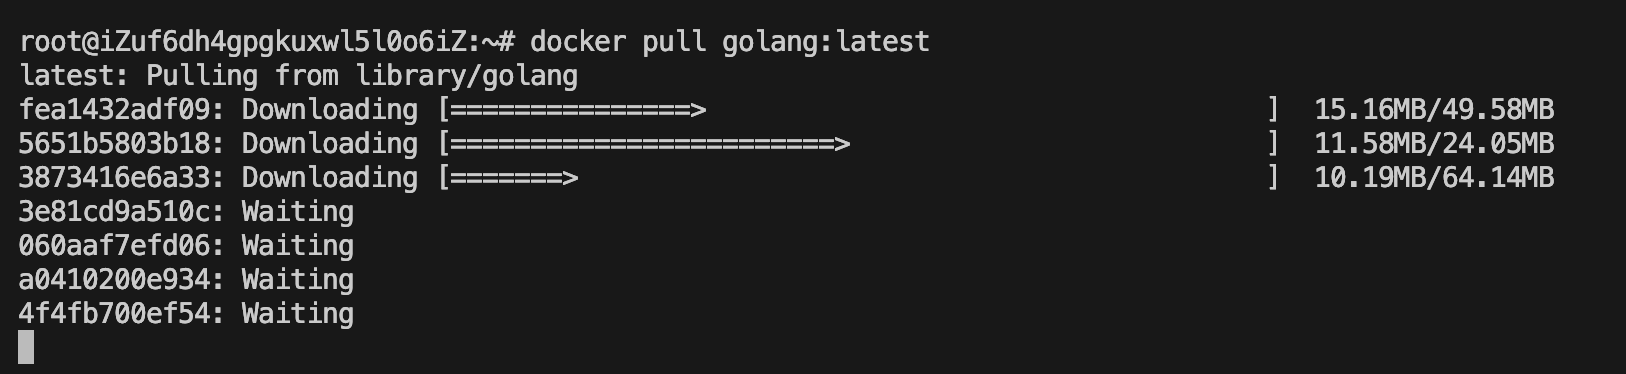 root@iZuf6dh4gpgkuxwl5l0o6iZ:~# docker pull golang:latest
latest: Pulling from library/golang
fea1432adf09: Downloading [===============>                                   ]  15.16MB/49.58MB
5651b5803b18: Downloading [========================>                          ]  11.58MB/24.05MB
3873416e6a33: Downloading [=======>                                           ]  10.19MB/64.14MB
3e81cd9a510c: Waiting
060aaf7efd06: Waiting
a0410200e934: Waiting
4f4fb700ef54: Waiting